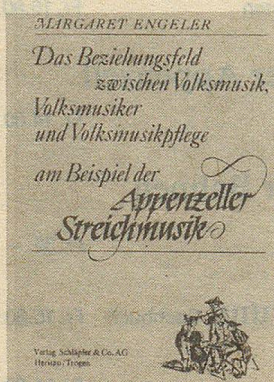 MARGARET ENGELER
Das Beziehungsfeld
zwischen Volksmusik,
Volksmusiker
und Volksmusikpflege
am Beispiel der
Appenzeller
Streichmusik
Verlag Schläpfer & Co. AG
Herisau/Trogen